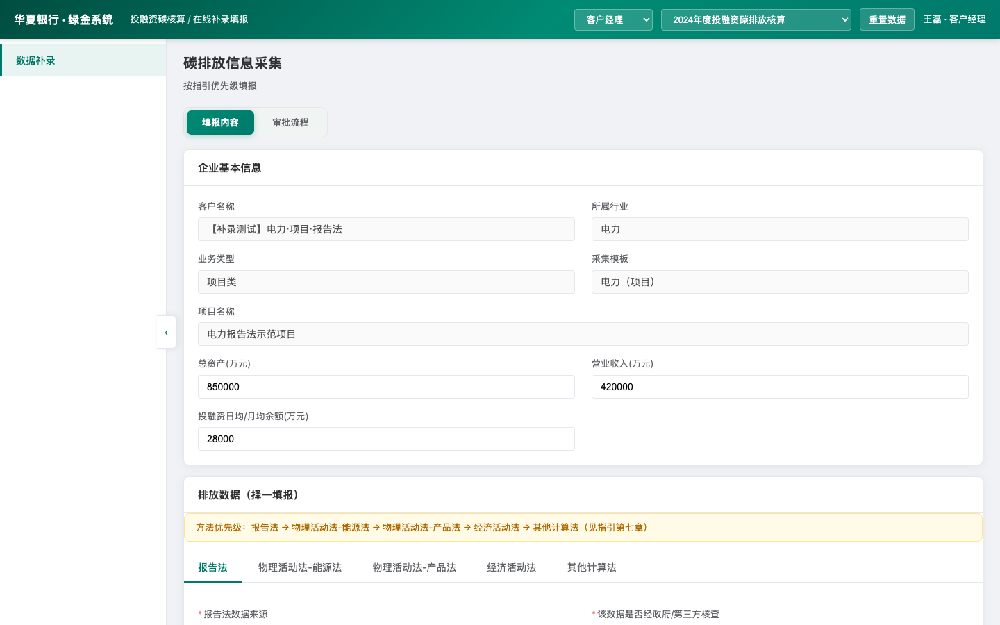 华夏银行 · 绿金系统
投融资碳核算 / 在线补录填报
客户经理
2024年度投融资碳排放核算
重置数据
王磊 · 客户经理
数据补录
碳排放信息采集
按指引优先级填报
填报内容
审批流程
企业基本信息
客户名称
所属行业
【补录测试】电力·项目·报告法
电力
业务类型
采集模板
项目类
电力（项目）
项目名称
电力报告法示范项目
总资产(万元)
营业收入(万元)
850000
420000
投融资日均/月均余额(万元)
28000
排放数据（择一填报）
方法优先级：报告法 → 物理活动法-能源法 → 物理活动法-产品法 → 经济活动法 → 其他计算法（见指引第七章）
报告法
物理活动法-能源法
物理活动法-产品法
经济活动法
其他计算法
* 报告法数据来源
* 该数据是否经政府/第三方核查